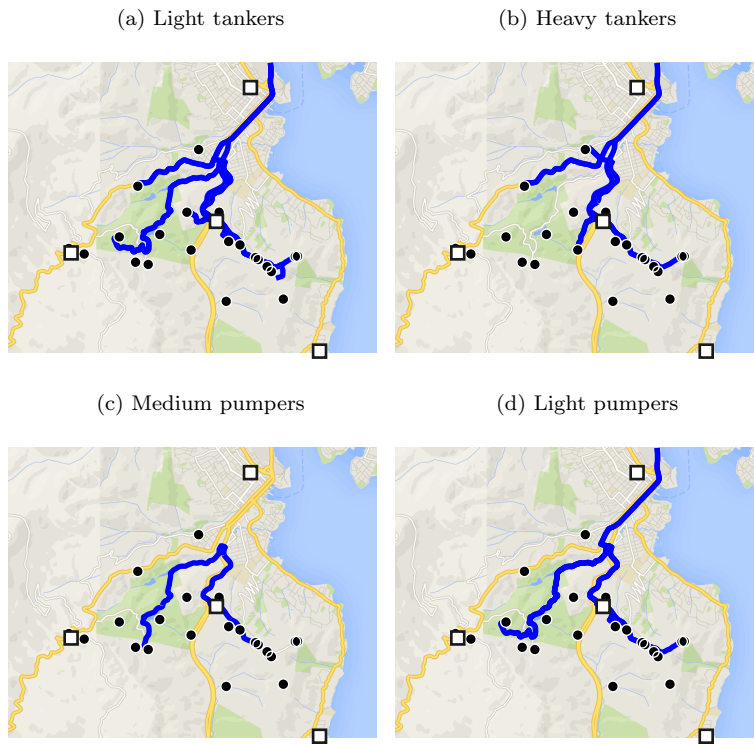 (a) Light tankers
(b) Heavy tankers
(c) Medium pumpers
(d) Light pumpers